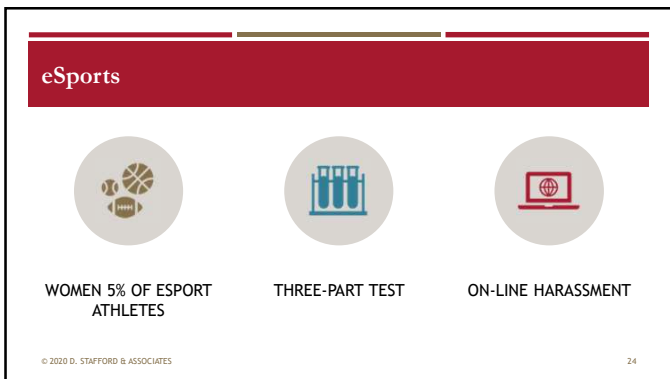 eSports
WOMEN 5% OF ESPORT
ATHLETES
THREE-PART TEST
ON-LINE HARASSMENT
© 2020 D. STAFFORD & ASSOCIATES
24